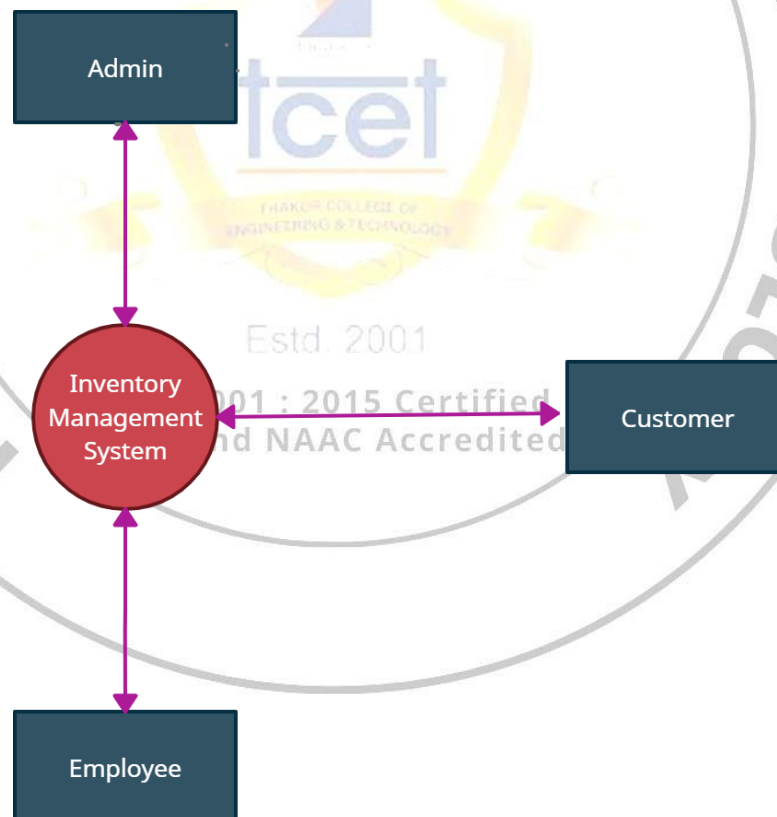 Admin
tcet
THAKUR COLLEGE OF
ENGINEERING & TECHNOLOGY
Estd. 2001
Inventory
Management
System
001 : 2015 Certified
nd NAAC Accredited
Customer
Employee